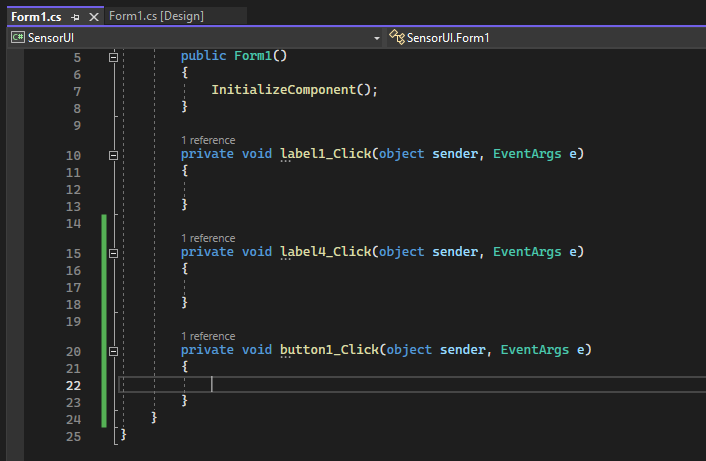 Form1.cs Form1.cs [Design]
C# SensorUI SensorUI.Form1
5 public Form1()
6 {
7 InitializeComponent();
8 }
9
1 reference
10 private void label1_Click(object sender, EventArgs e)
11 {
12
13 }
14
1 reference
15 private void label4_Click(object sender, EventArgs e)
16 {
17
18 }
19
1 reference
20 private void button1_Click(object sender, EventArgs e)
21 {
22
23 }
24 }
25 }